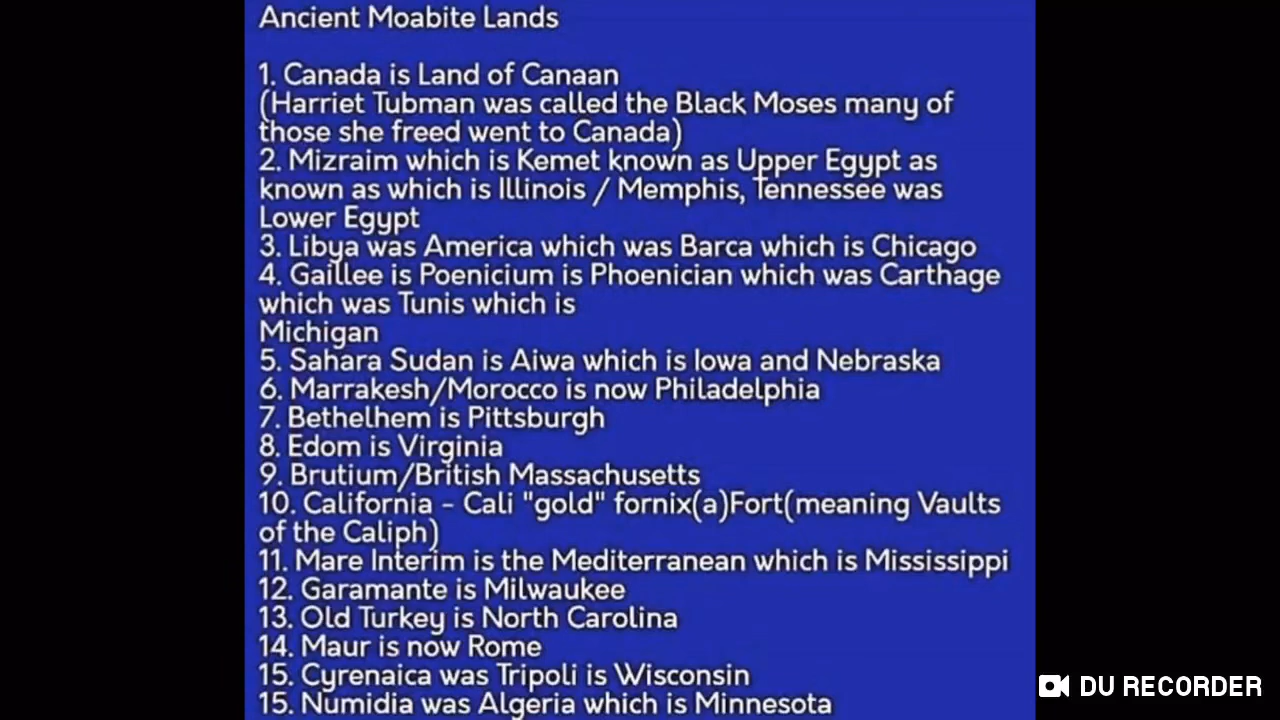 Ancient Moabite Lands
1. Canada is Land of Canaan
(Harriet Tubman was called the Black Moses many of
those she freed went to Canada)
2. Mizraim which is Kemet known as Upper Egypt as
known as which is Illinois / Memphis, Tennessee was
Lower Egypt
3. Libya was America which was Barca which is Chicago
4. Gaillee is Poenicium is Phoenician which was Carthage
which was Tunis which is
Michigan
5. Sahara Sudan is Aiwa which is Iowa and Nebraska
6. Marrakesh/Morocco is now Philadelphia
7. Bethelhem is Pittsburgh
8. Edom is Virginia
9. Brutium/British Massachusetts
10. California - Cali "gold" fornix(a)Fort(meaning Vaults
of the Caliph)
11. Mare Interim is the Mediterranean which is Mississippi
12. Garamante is Milwaukee
13. Old Turkey is North Carolina
14. Maur is now Rome
15. Cyrenaica was Tripoli is Wisconsin
15. Numidia was Algeria which is Minnesota
DU RECORDER